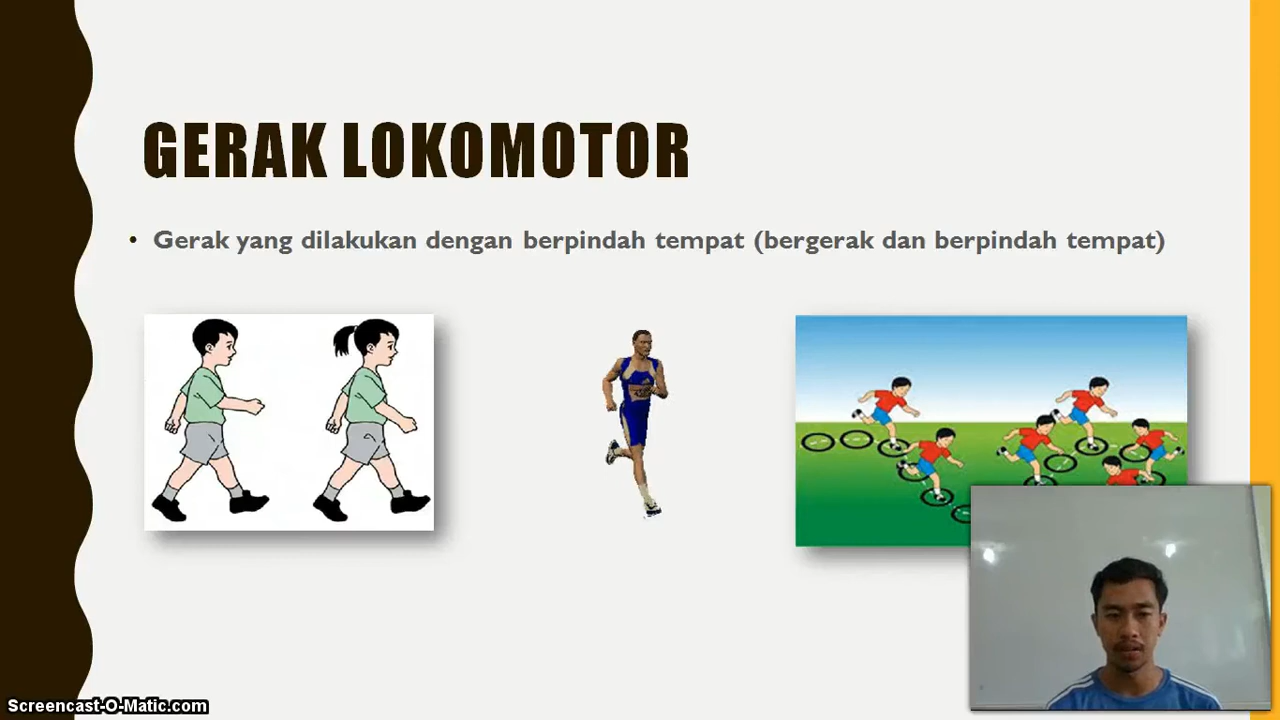 GERAK LOKOMOTOR
• Gerak yang dilakukan dengan berpindah tempat (bergerak dan berpindah tempat)
Screencast-O-Matic.com